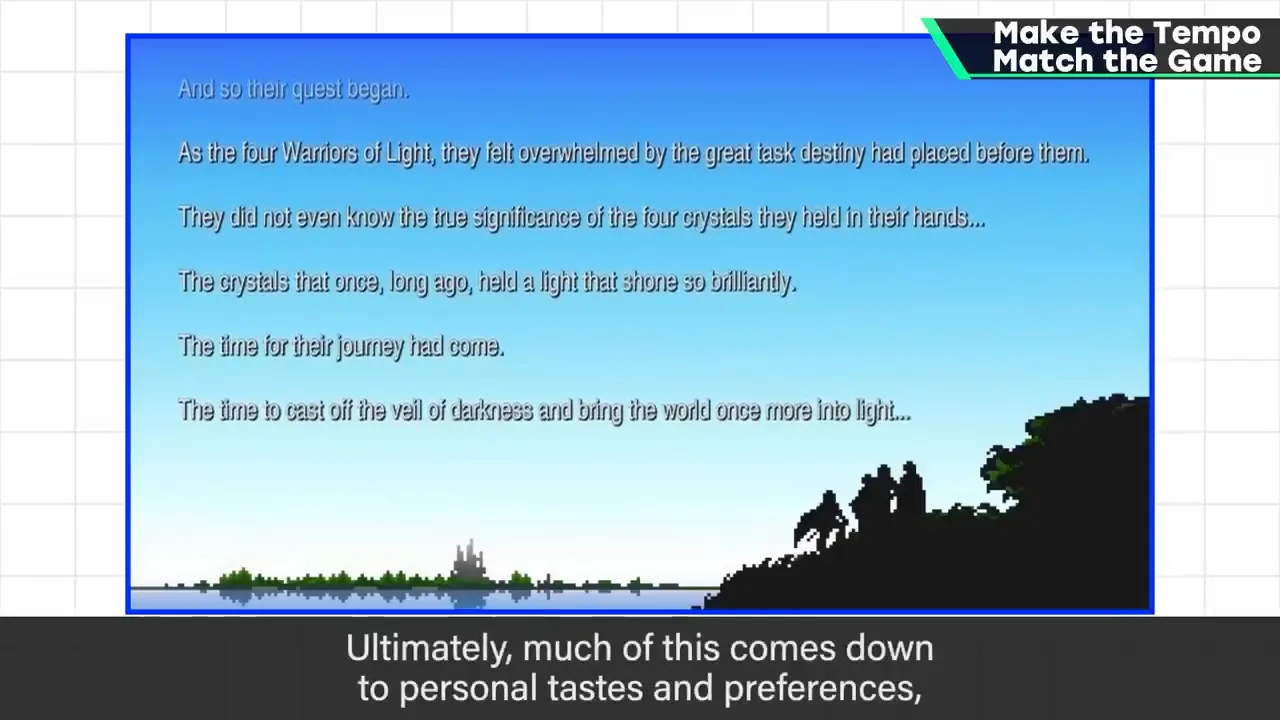 Make the Tempo
Match the Game
And so their quest began.
As the four Warriors of Light, they felt overwhelmed by the great task destiny had placed before them.
They did not even know the true significance of the four crystals they held in their hands...
The crystals that once, long ago, held a light that shone so brilliantly.
The time for their journey had come.
The time to cast off the veil of darkness and bring the world once more into light...
Ultimately, much of this comes down
to personal tastes and preferences,